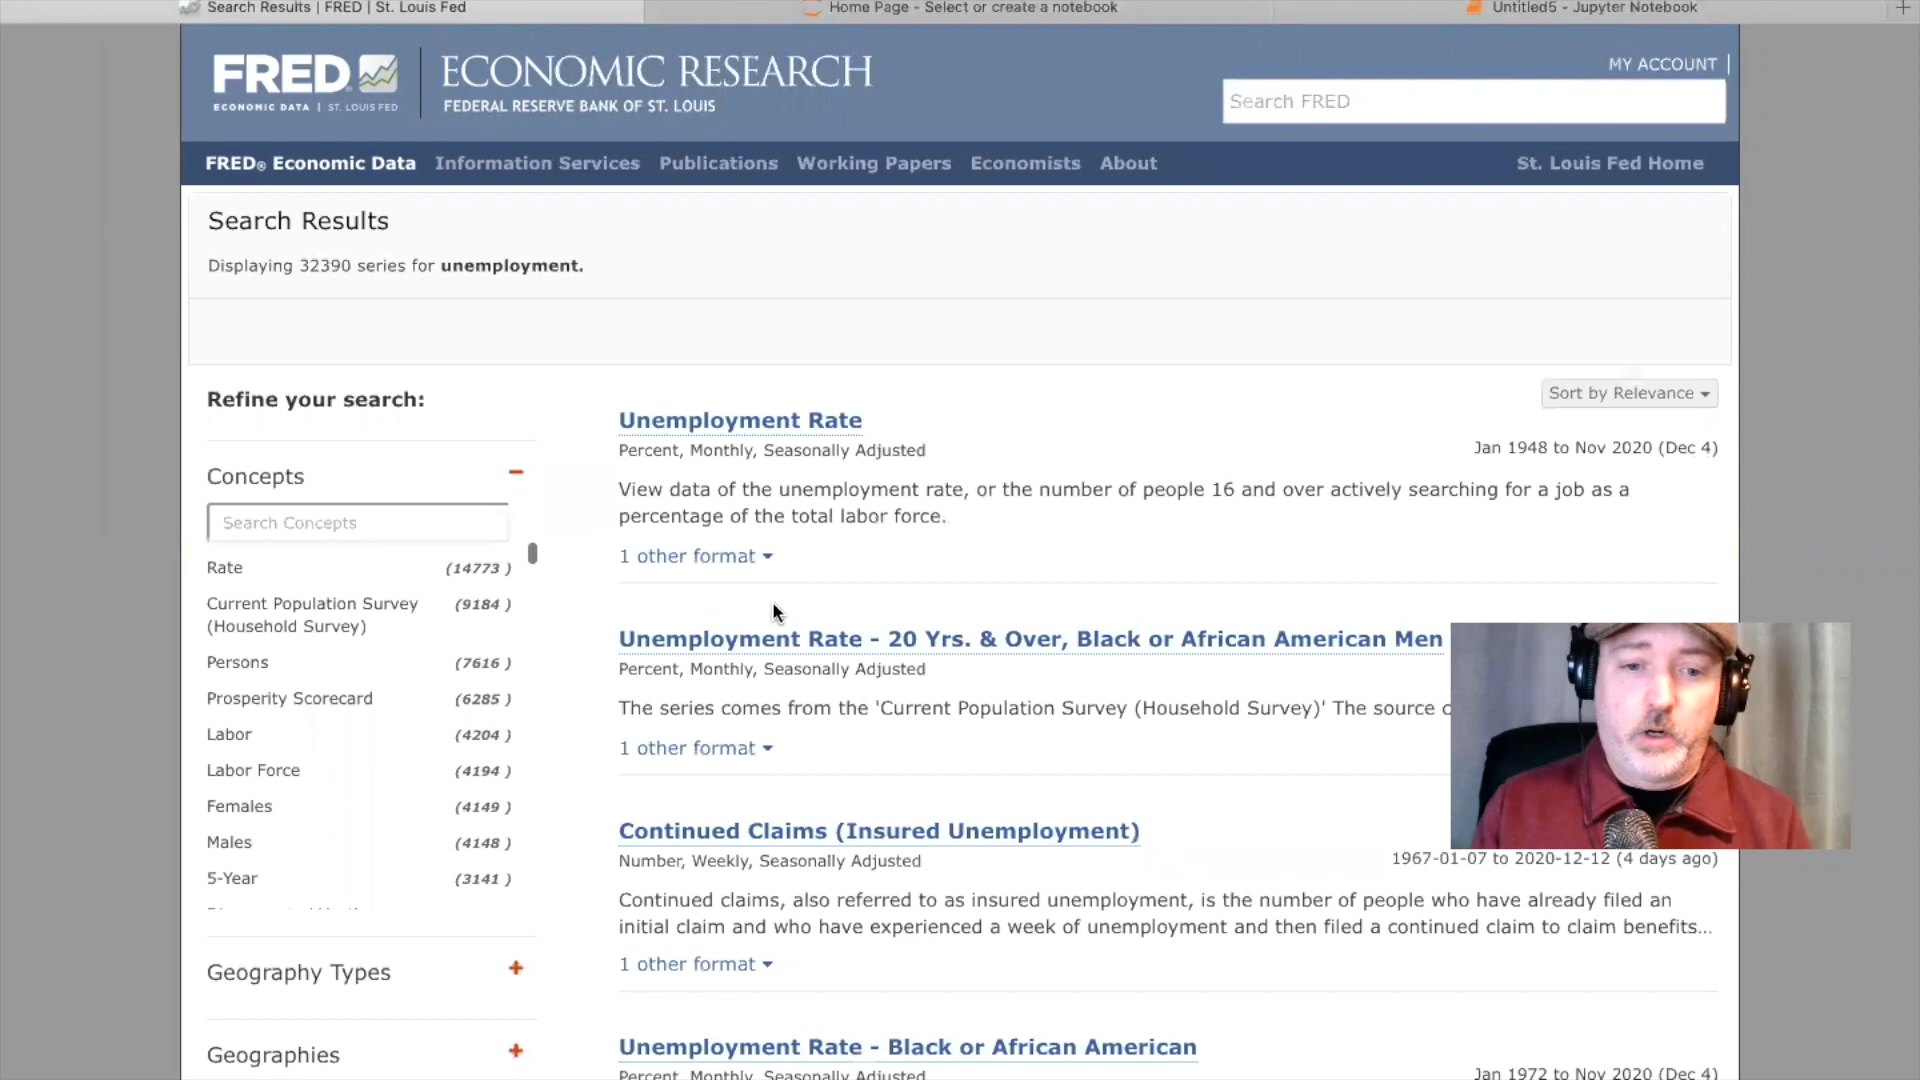 Search Results | FRED | St. Louis Fed
Home Page - Select or create a notebook
Untitled5 - Jupyter Notebook
FRED
ECONOMIC DATA | ST. LOUIS FED
ECONOMIC RESEARCH
FEDERAL RESERVE BANK OF ST. LOUIS
MY ACCOUNT |
Search FRED
FRED® Economic Data
Information Services
Publications
Working Papers
Economists
About
St. Louis Fed Home
Search Results
Displaying 32390 series for unemployment.
Refine your search:
Concepts
Search Concepts
Rate (14773 )
Current Population Survey (9184 )
(Household Survey)
Persons (7616 )
Prosperity Scorecard (6285 )
Labor (4204 )
Labor Force (4194 )
Females (4149 )
Males (4148 )
5-Year (3141 )
Geography Types
Geographies
Sort by Relevance
Unemployment Rate
Percent, Monthly, Seasonally Adjusted
Jan 1948 to Nov 2020 (Dec 4)
View data of the unemployment rate, or the number of people 16 and over actively searching for a job as a
percentage of the total labor force.
1 other format
Unemployment Rate - 20 Yrs. & Over, Black or African American Men
Percent, Monthly, Seasonally Adjusted
The series comes from the 'Current Population Survey (Household Survey)' The source
1 other format
Continued Claims (Insured Unemployment)
Number, Weekly, Seasonally Adjusted
1967-01-07 to 2020-12-12 (4 days ago)
Continued claims, also referred to as insured unemployment, is the number of people who have already filed an
initial claim and who have experienced a week of unemployment and then filed a continued claim to claim benefits...
1 other format
Unemployment Rate - Black or African American
Percent, Monthly, Seasonally Adjusted
Jan 1972 to Nov 2020 (Dec 4)